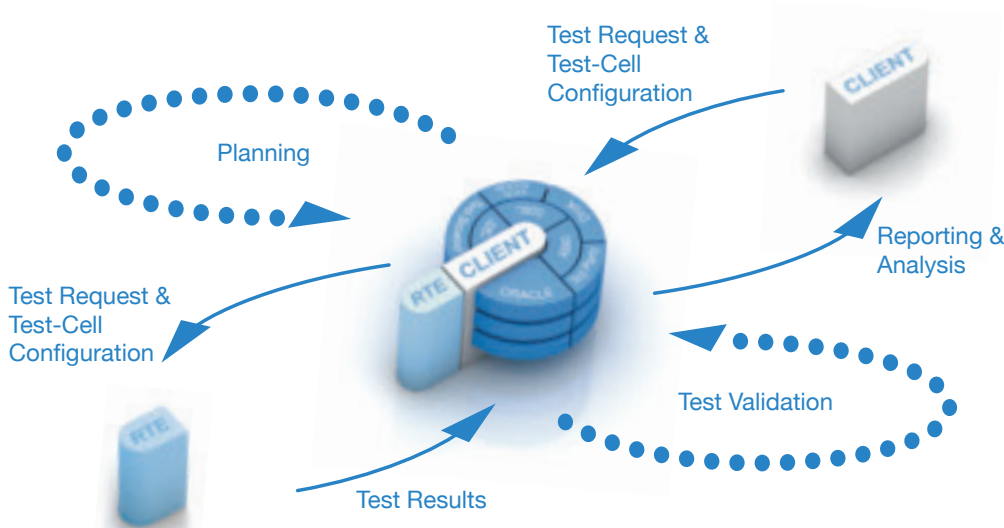 Test Request &
Test-Cell
Configuration
CLIENT
Planning
CLIENT
RTE
ORACLE
Reporting &
Analysis
Test Request &
Test-Cell
Configuration
Test Validation
RTE
Test Results